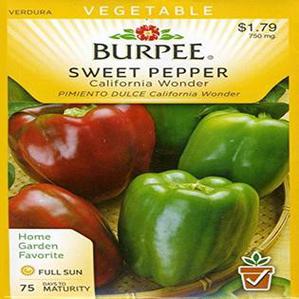 VERDURA
VEGETABLE
$1.79
750 mg.
BURPEE®
SWEET PEPPER
California Wonder
PIMIENTO DULCE California Wonder
Home
Garden
Favorite
FULL SUN
75 DAYS TO MATURITY